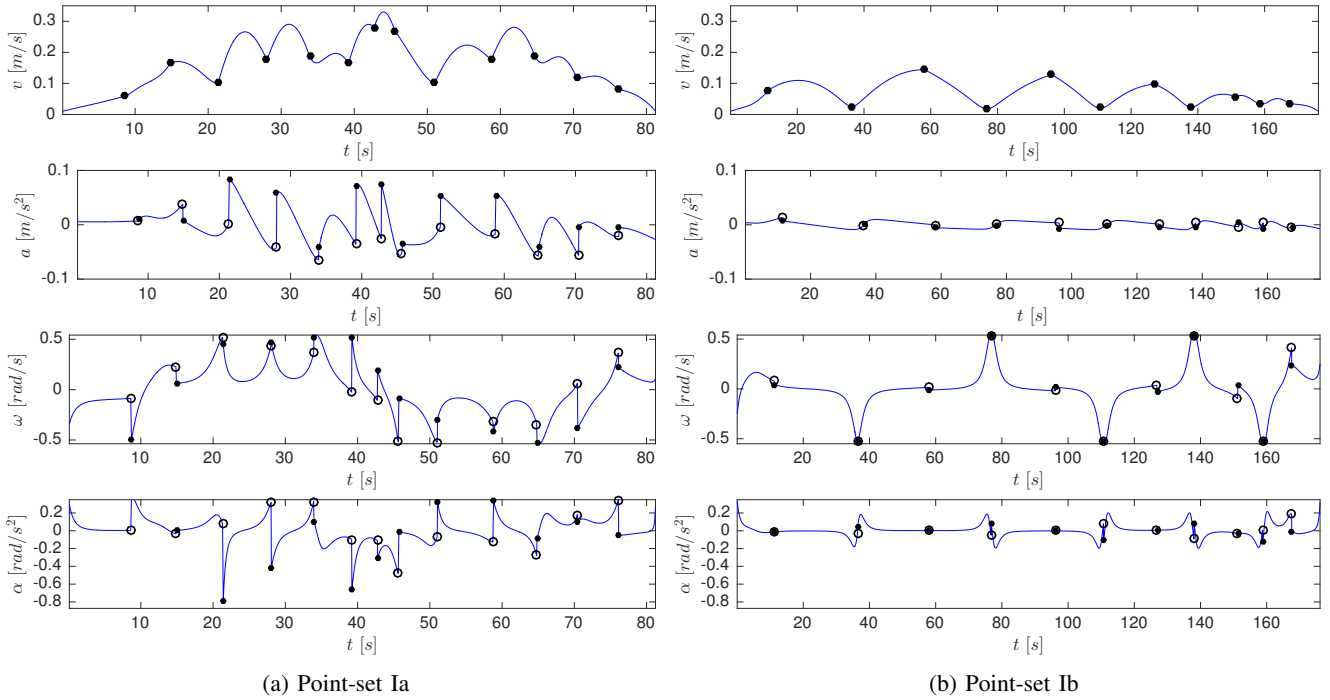 0.3
0.2
0.1
0
v [m/s]
10 20 30 40 50 60 70 80
t [s]
0.1
0
-0.1
a [m/s²]
10 20 30 40 50 60 70 80
t [s]
0.5
0
-0.5
ω [rad/s]
10 20 30 40 50 60 70 80
t [s]
0.2
0
-0.2
-0.4
-0.6
-0.8
α [rad/s²]
10 20 30 40 50 60 70 80
t [s]
(a) Point-set Ia
0.3
0.2
0.1
0
v [m/s]
20 40 60 80 100 120 140 160
t [s]
0.1
0
-0.1
a [m/s²]
20 40 60 80 100 120 140 160
t [s]
0.5
0
-0.5
ω [rad/s]
20 40 60 80 100 120 140 160
t [s]
0.2
0
-0.2
-0.4
-0.6
-0.8
α [rad/s²]
20 40 60 80 100 120 140 160
t [s]
(b) Point-set Ib